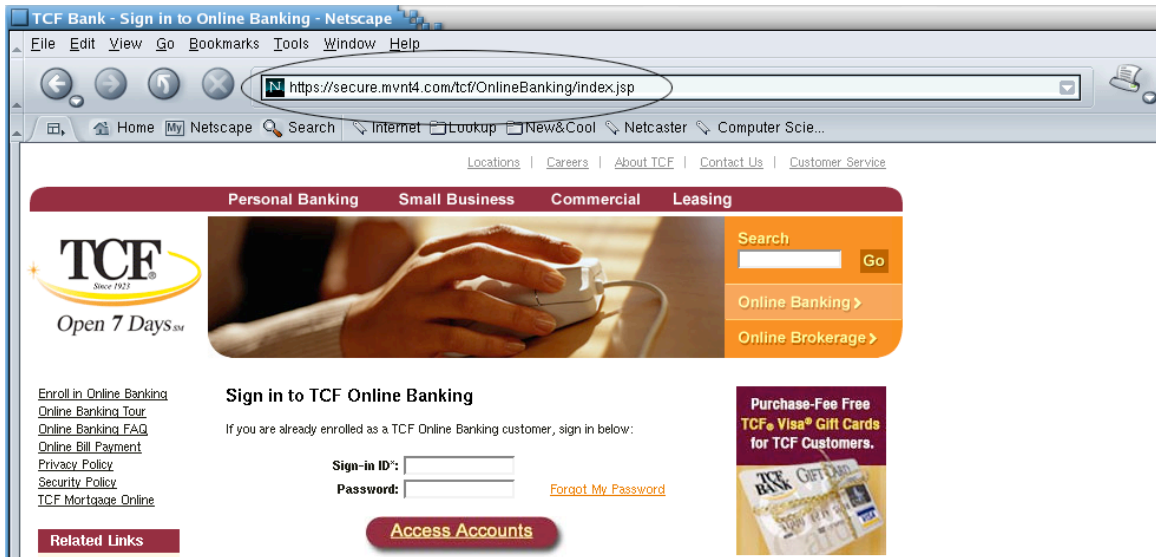 TCF Bank - Sign in to Online Banking - Netscape
File Edit View Go Bookmarks Tools Window Help
N https://secure.mvnt4.com/tcf/OnlineBanking/index.jsp
Home My Netscape Search Internet Lookup New&Cool Netcaster Computer Scie...
Locations | Careers | About TCF | Contact Us | Customer Service
Personal Banking Small Business Commercial Leasing
TCF®
Since 1923
Open 7 Days SM
Search
Go
Online Banking >
Online Brokerage >
Enroll in Online Banking
Online Banking Tour
Online Banking FAQ
Online Bill Payment
Privacy Policy
Security Policy
TCF Mortgage Online
Related Links
Sign in to TCF Online Banking
If you are already enrolled as a TCF Online Banking customer, sign in below:
Sign-in ID*:
Password:
Forgot My Password
Access Accounts
Purchase-Fee Free
TCF® Visa® Gift Cards
for TCF Customers.
TCF BANK Gift Card
VISA